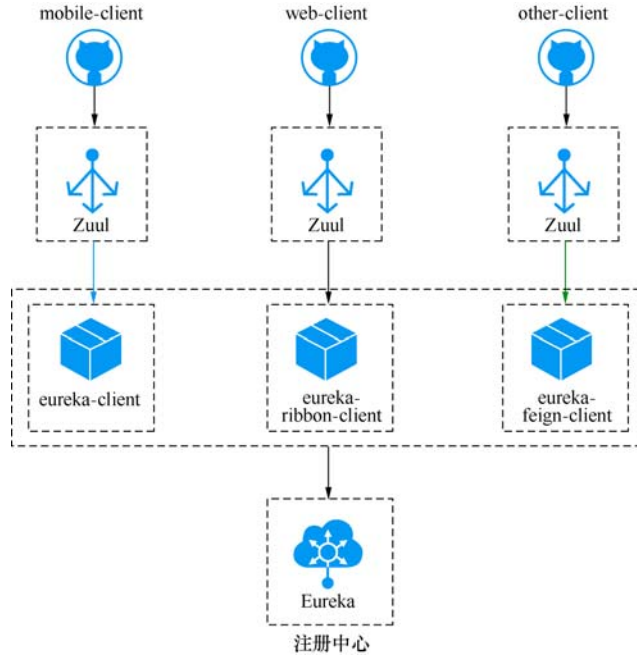 mobile-client
web-client
other-client
Zuul
Zuul
Zuul
eureka-client
eureka-
ribbon-client
eureka-
feign-client
Eureka
注册中心